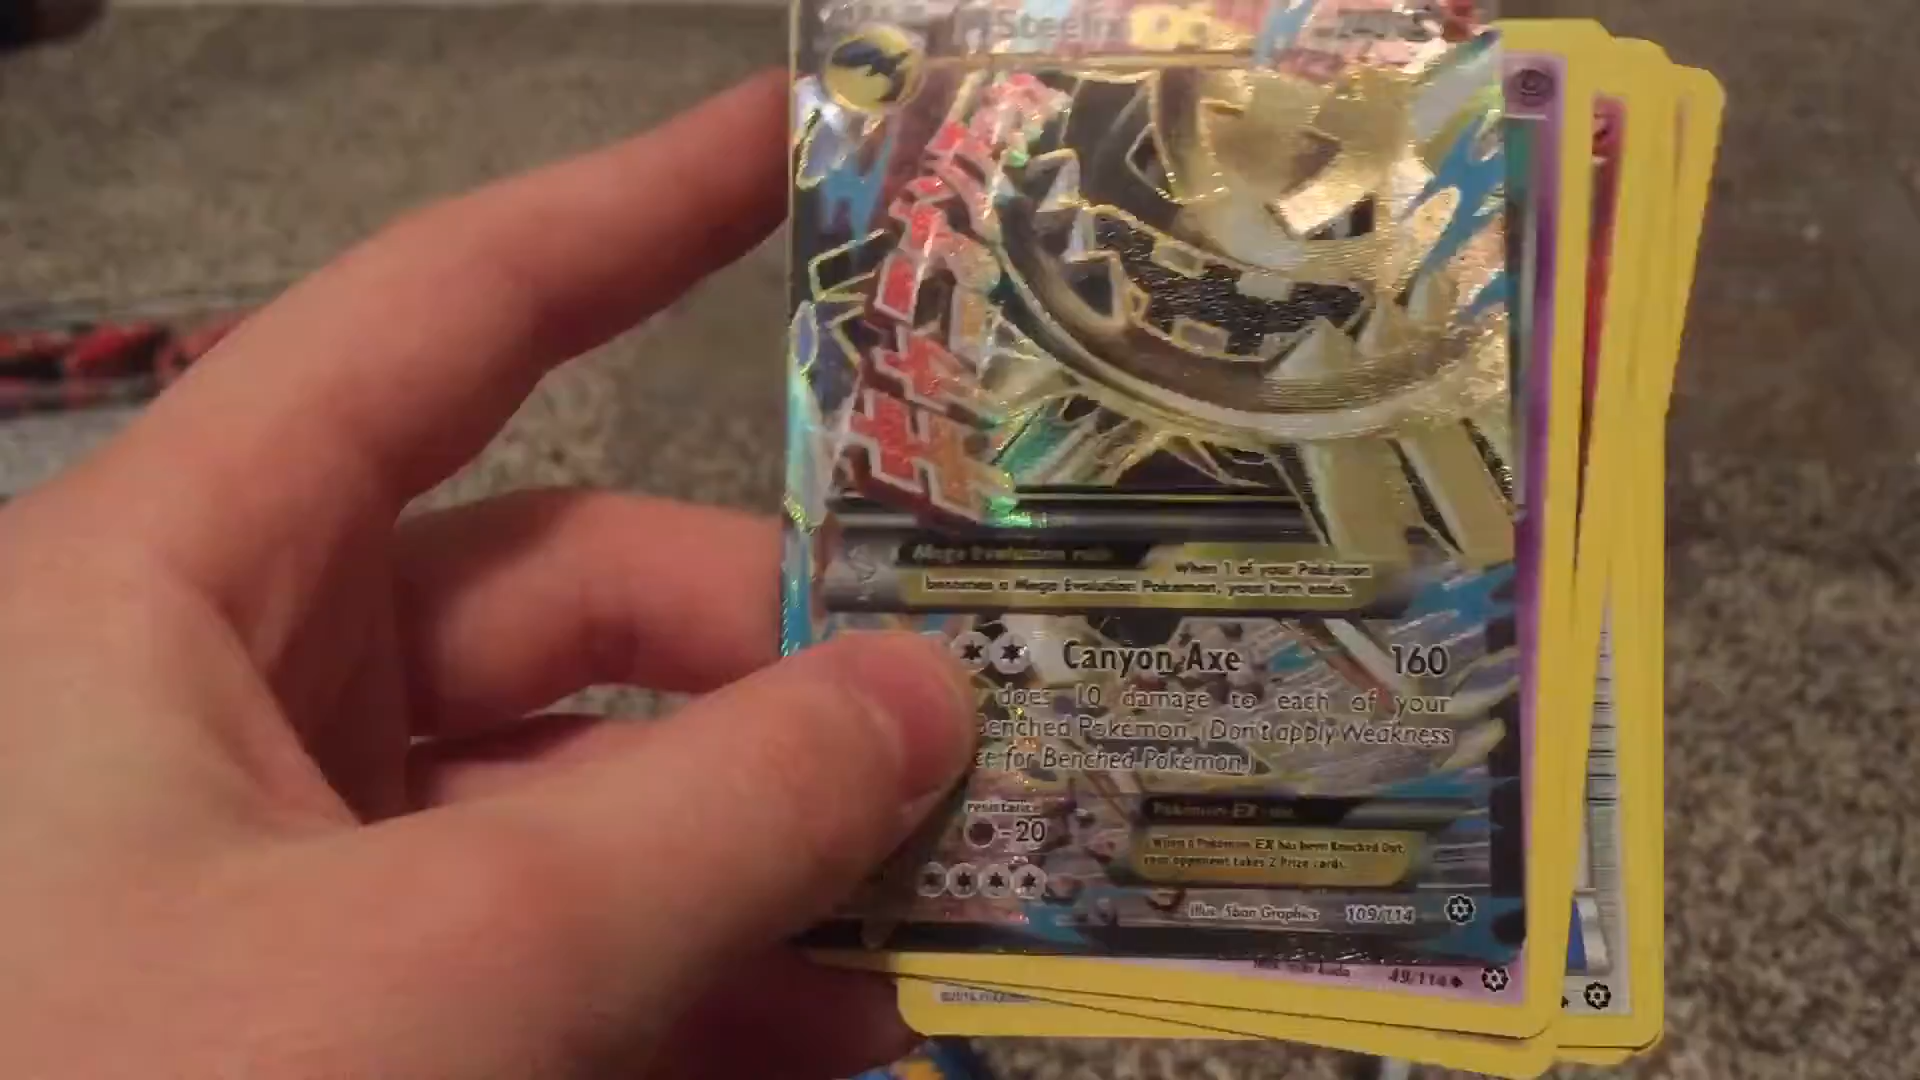 M Steelix EX
Mega Evolution rule
When 1 of your Pokémon
becomes a Mega Evolution Pokémon, your turn ends.
Canyon Axe 160
does 10 damage to each of your
Benched Pokémon. (Don't apply Weakness
ce for Benched Pokémon.)
resistance
-20
Pokémon-EX rule
When a Pokémon-EX has been Knocked Out,
your opponent takes 2 Prize cards.
Illus. 5ban Graphics 109/114
49/114